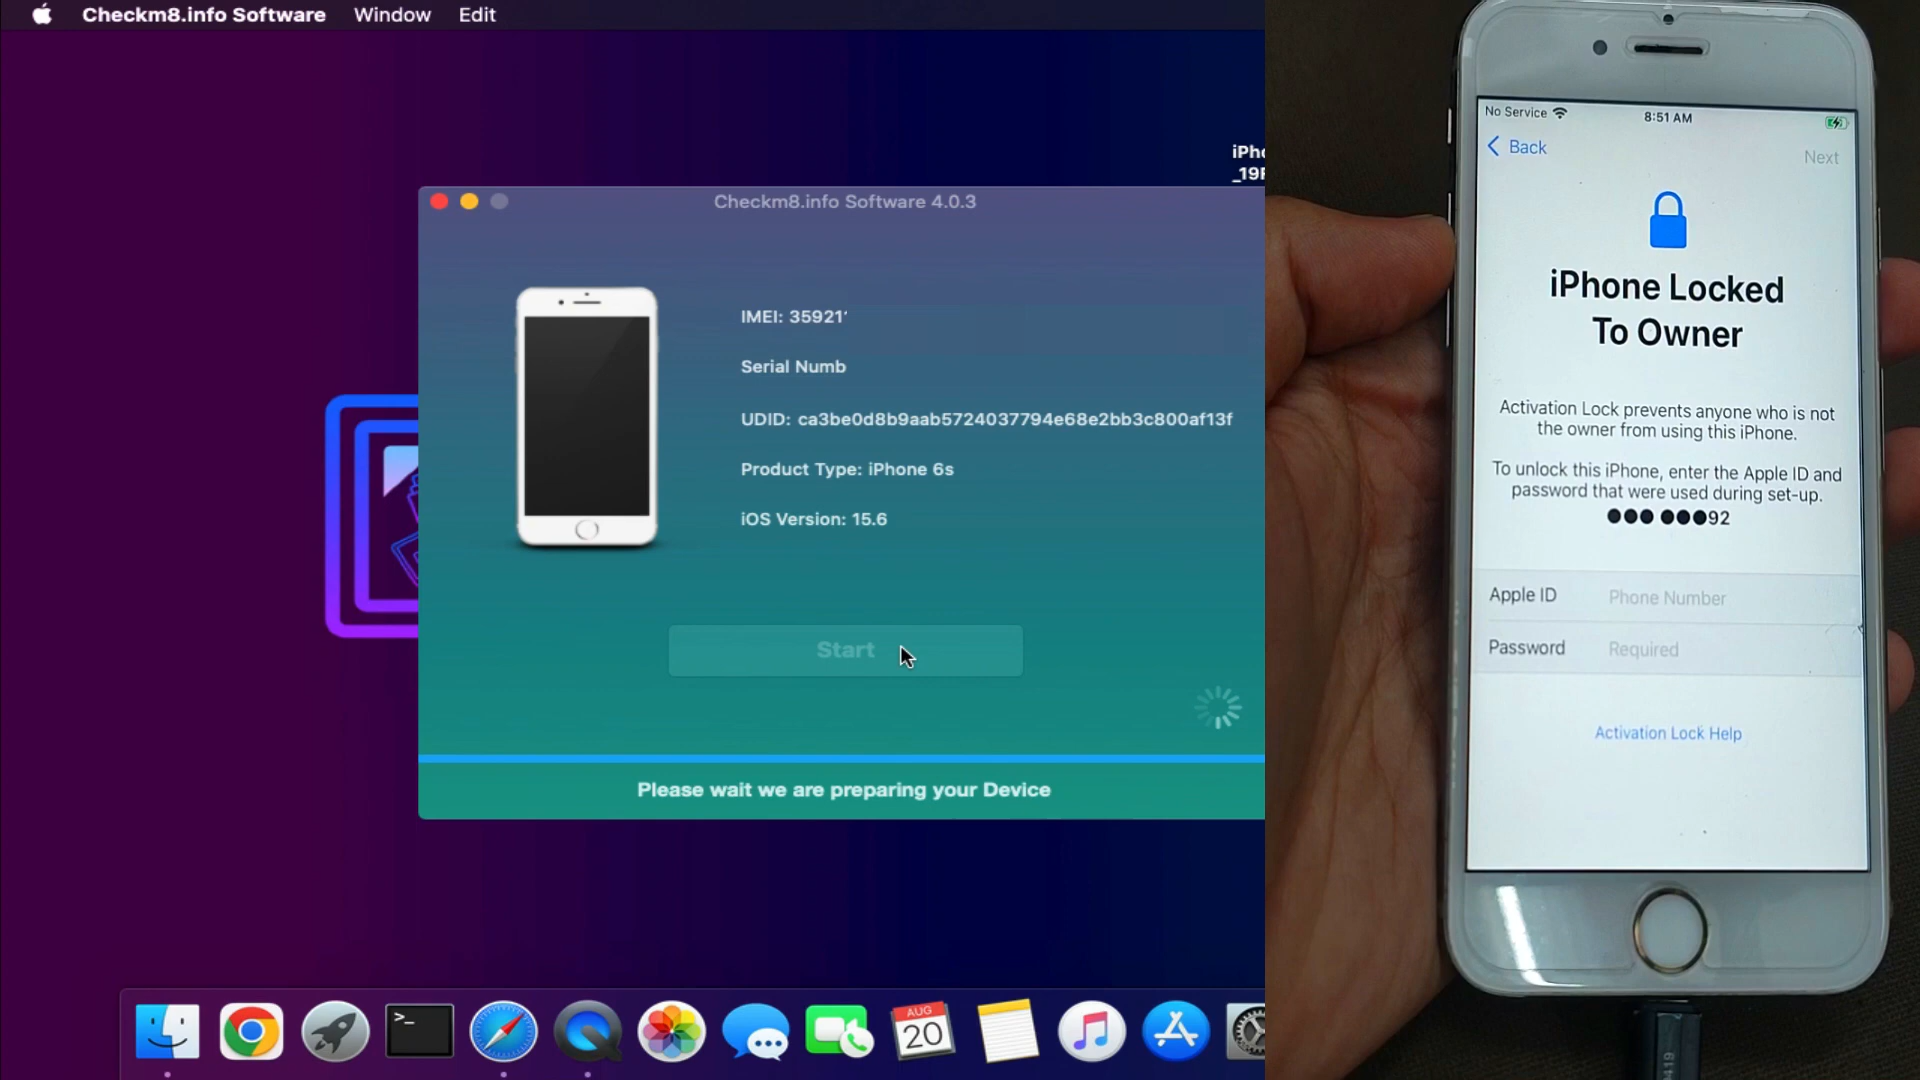 Checkm8.info Software Window Edit
iPho
_19F
Checkm8.info Software 4.0.3
IMEI: 35921
Serial Numb
UDID: ca3be0d8b9aab5724037794e68e2bb3c800af13f
Product Type: iPhone 6s
iOS Version: 15.6
Start
Please wait we are preparing your Device
>_
AUG
20
No Service
8:51 AM
Back
Next
iPhone Locked
To Owner
Activation Lock prevents anyone who is not
the owner from using this iPhone.
To unlock this iPhone, enter the Apple ID and
password that were used during set-up.
●●● ●●●92
Apple ID Phone Number
Password Required
Activation Lock Help